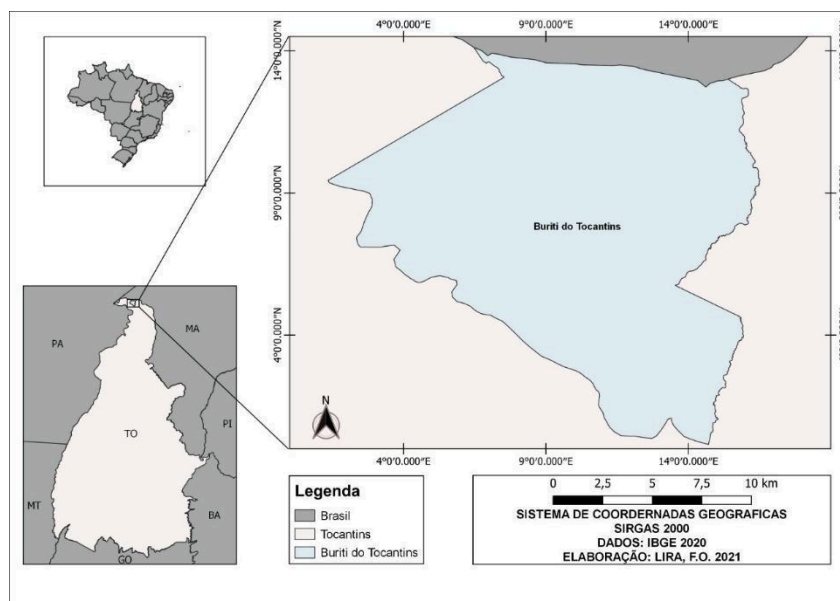 4°0'0.000"E 9°0'0.000"E 14°0'0.000"E
14°0'0.000"N
9°0'0.000"N
4°0'0.000"N
Buriti do Tocantins
PA
MA
TO
PI
MT
BA
GO
N
4°0'0.000"E 9°0'0.000"E 14°0'0.000"E
Legenda
Brasil
Tocantins
Buriti do Tocantins
0 2,5 5 7,5 10 km
SISTEMA DE COORDERNADAS GEOGRAFICAS
SIRGAS 2000
DADOS: IBGE 2020
ELABORAÇÃO: LIRA, F.O. 2021